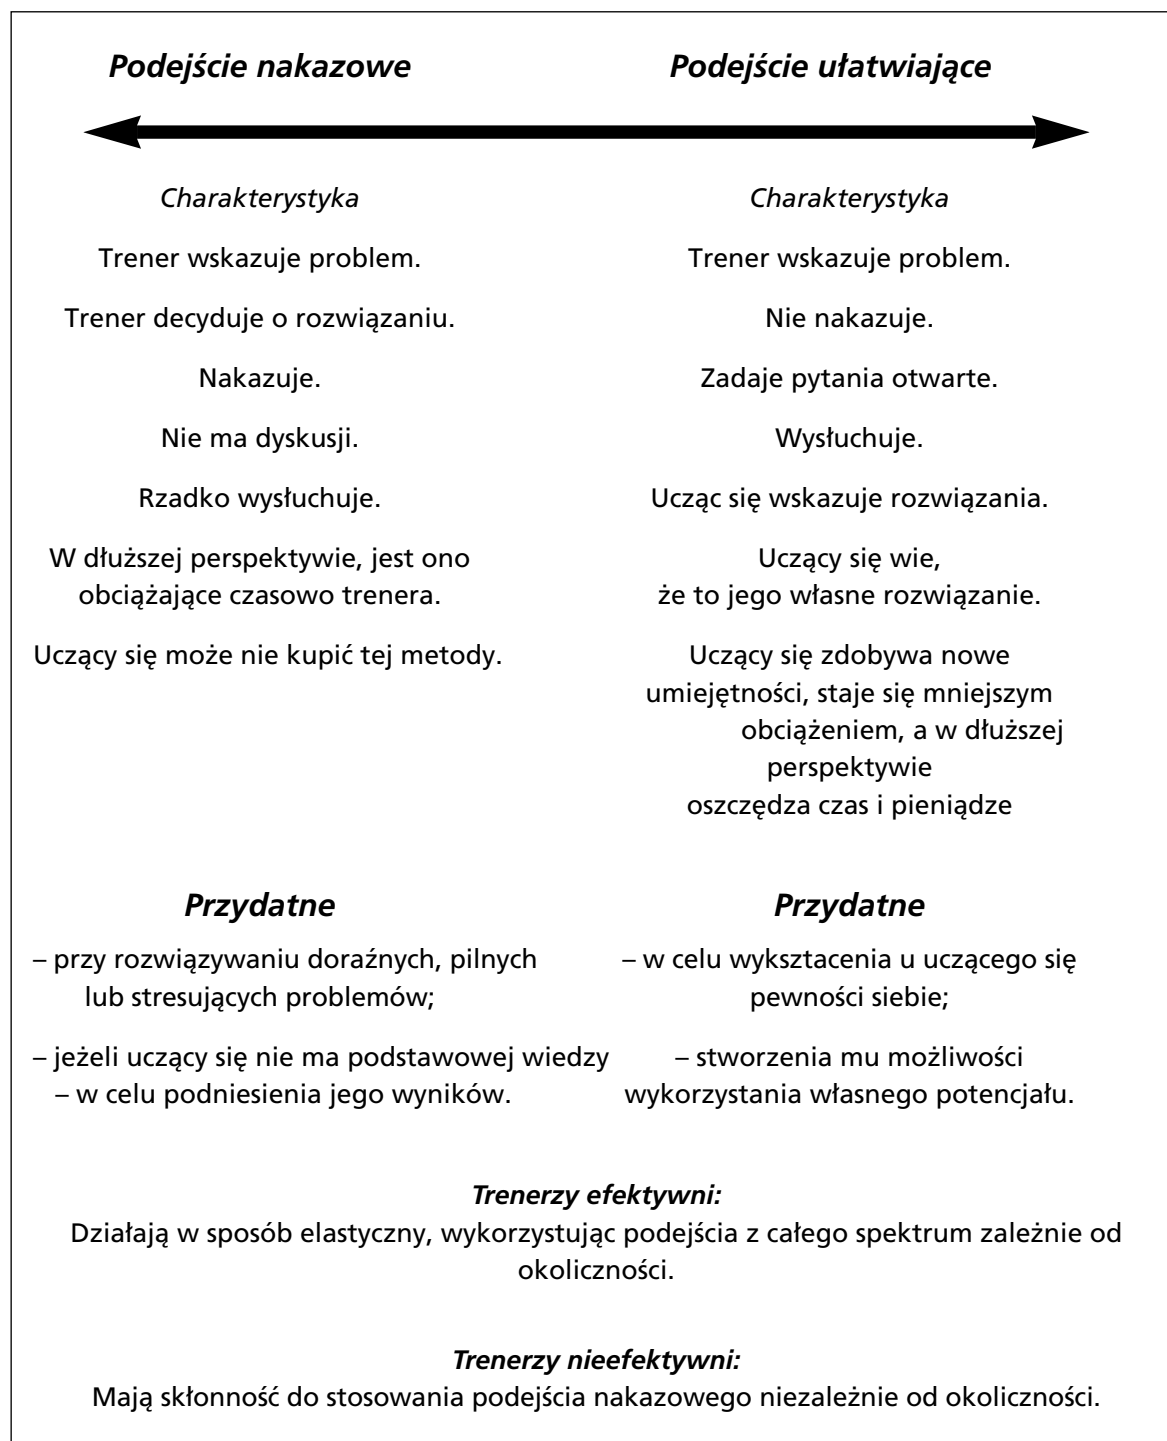 Podejście nakazowe
Podejście ułatwiające
Charakterystyka
Trener wskazuje problem.
Trener decyduje o rozwiązaniu.
Nakazuje.
Nie ma dyskusji.
Rzadko wysłuchuje.
W dłuższej perspektywie, jest ono
obciążające czasowo trenera.
Uczący się może nie kupić tej metody.
Charakterystyka
Trener wskazuje problem.
Nie nakazuje.
Zadaje pytania otwarte.
Wysłuchuje.
Ucząc się wskazuje rozwiązania.
Uczący się wie,
że to jego własne rozwiązanie.
Uczący się zdobywa nowe
umiejętności, staje się mniejszym
obciążeniem, a w dłuższej
perspektywie
oszczędza czas i pieniądze
Przydatne
– przy rozwiązywaniu doraźnych, pilnych
lub stresujących problemów;
– jeżeli uczący się nie ma podstawowej wiedzy
– w celu podniesienia jego wyników.
Przydatne
– w celu wyksztacenia u uczącego się
pewności siebie;
– stworzenia mu możliwości
wykorzystania własnego potencjału.
Trenerzy efektywni:
Działają w sposób elastyczny, wykorzystując podejścia z całego spektrum zależnie od
okoliczności.
Trenerzy nieefektywni:
Mają skłonność do stosowania podejścia nakazowego niezależnie od okoliczności.